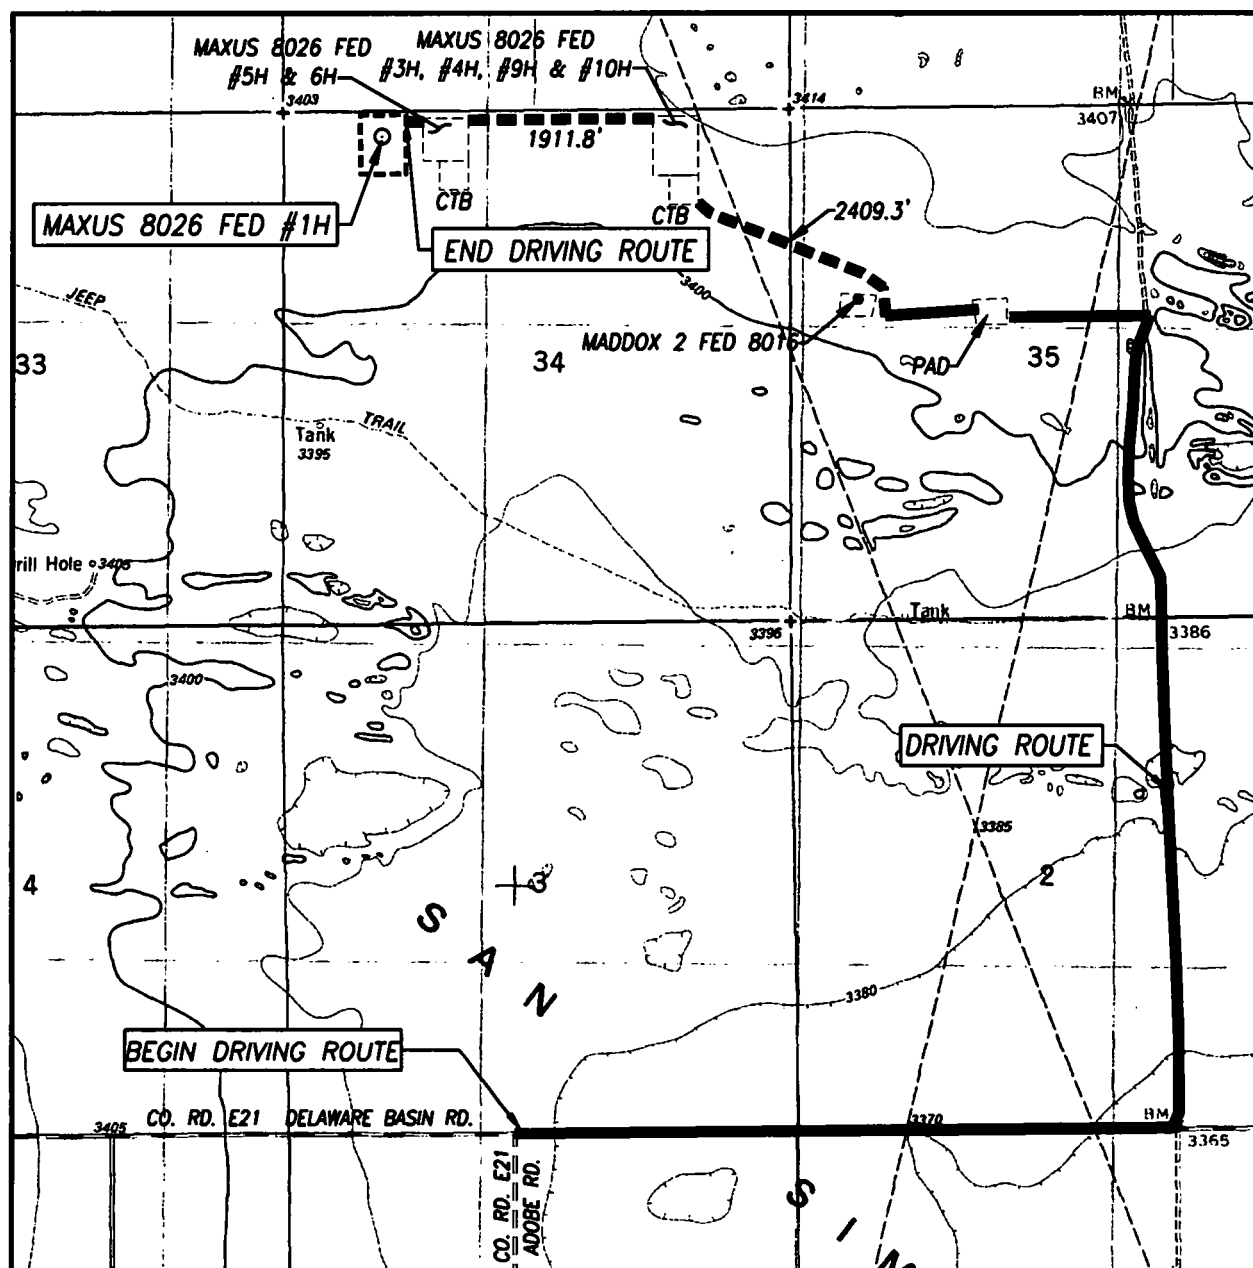 MAXUS 8026 FED
#5H & 6H
MAXUS 8026 FED
#3H, #4H, #9H & #10H
3403
3414
BM
3407
1911.8'
CTB
CTB
MAXUS 8026 FED #1H
END DRIVING ROUTE
2409.3'
JEEP
3400
MADDOX 2 FED 8016
PAD
33
34
35
TRAIL
Tank
3395
rill Hole
3405
3396
Tank
BM
3386
3400
DRIVING ROUTE
3385
4
3
2
SAN
3380
BEGIN DRIVING ROUTE
CO. RD. E21 DELAWARE BASIN RD.
3405
3370
BM
3365
CO. RD. E21
ADOBE RD.
S I